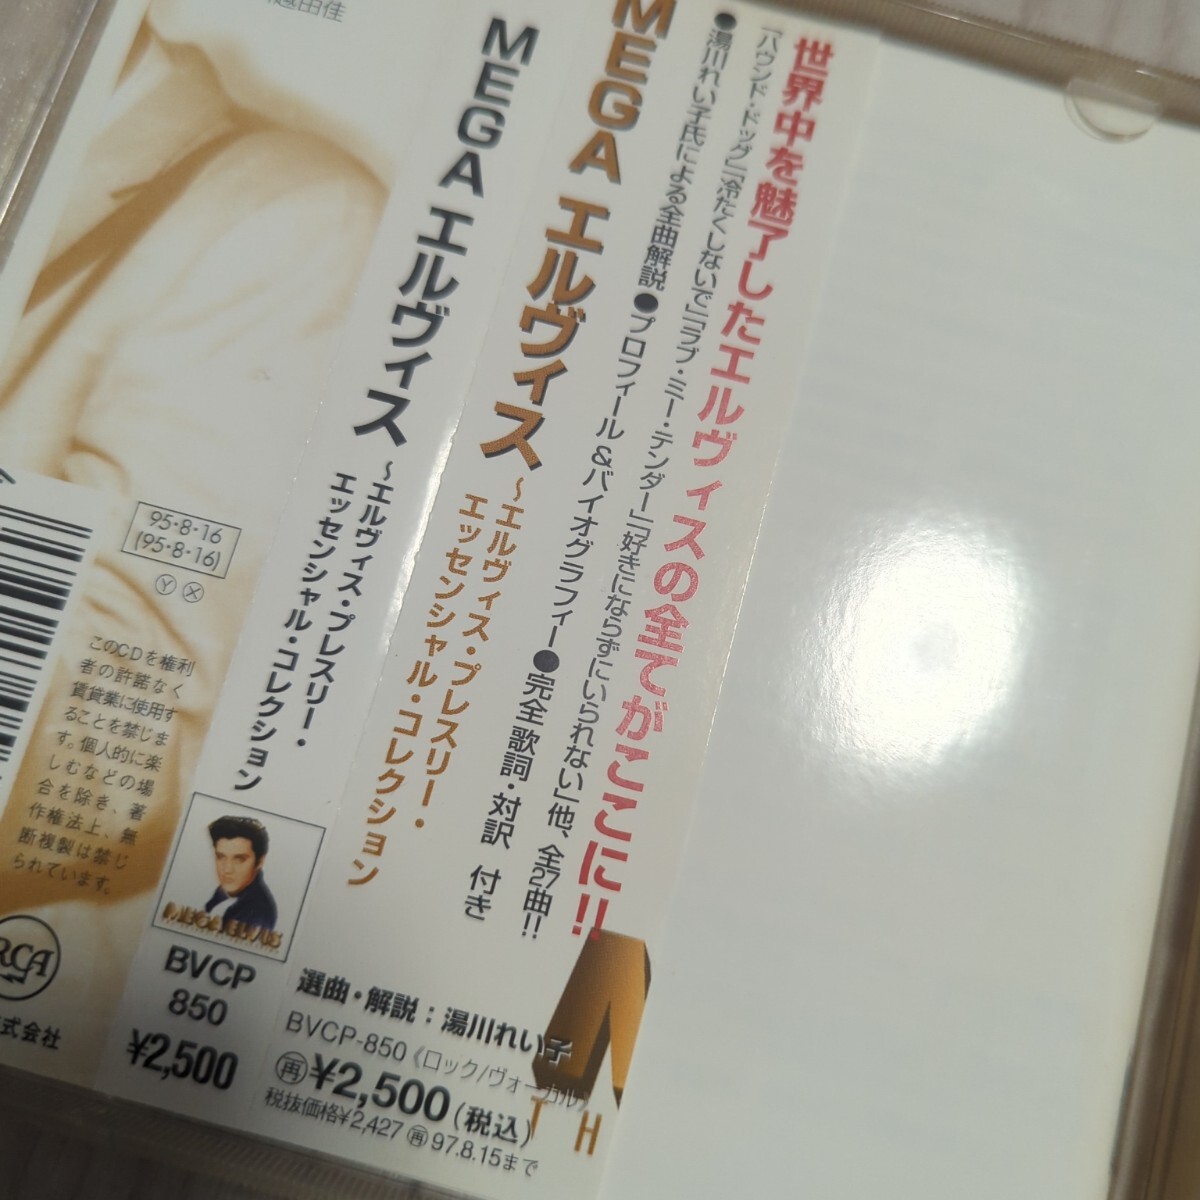 世界中を魅了したエルヴィスの全てがここに!!
「ハウンド・ドッグ」「冷たくしないで」「ラブ・ミー・テンダー」「好きにならずにいられない」他、全27曲!!
●湯川れい子氏による全曲解説 ●プロフィール&バイオグラフィー ●完全歌詞・対訳 付き
MEGA エルヴィス
~エルヴィス・プレスリー・
エッセンシャル・コレクション
選曲・解説：湯川れい子
BVCP-850《ロック/ヴォーカル》
再 ¥2,500 (税込)
税抜価格¥2,427 再 97.8.15まで
T H
MEGA エルヴィス
~エルヴィス・プレスリー・
エッセンシャル・コレクション
BVCP
850
¥2,500
95・8・16
(95・8・16)
Y X
このCDを権利
者の許諾なく
賃貸業に使用す
ることを禁じま
す。個人的に楽
しむなどの場
合を除き、著
作権法上、無
断複製は禁じ
られています。
RCA
式会社